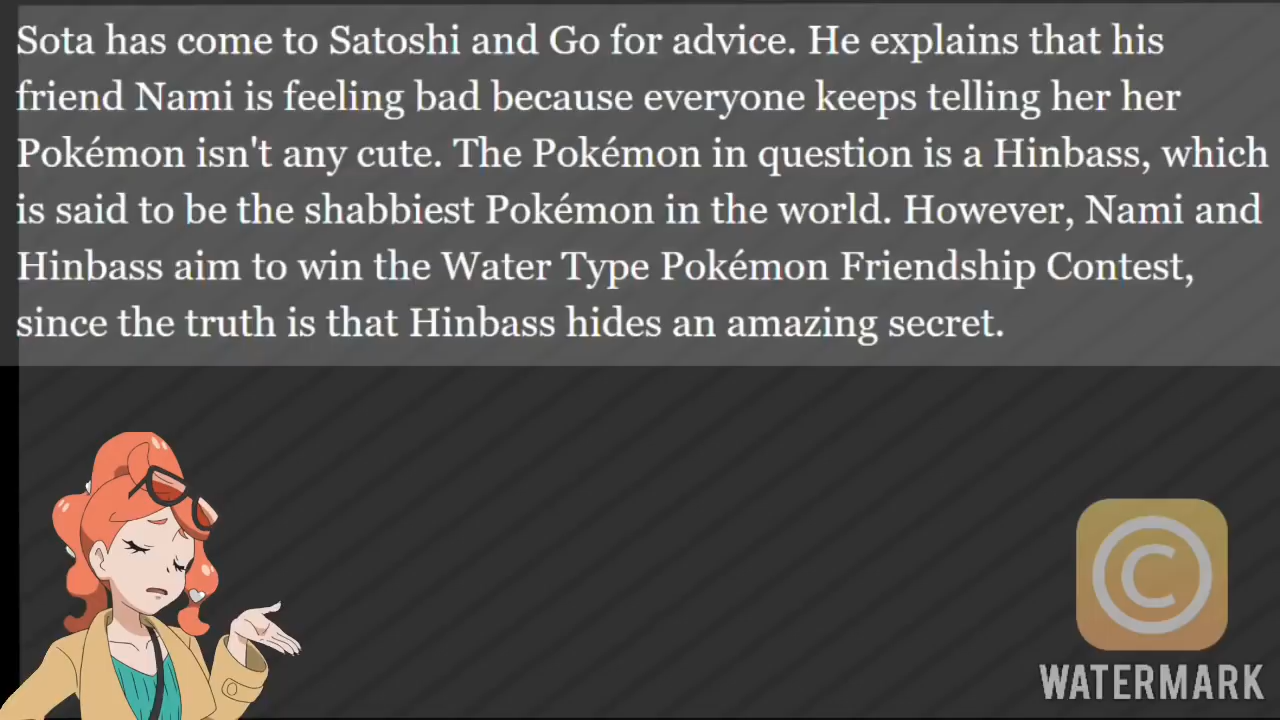 Sota has come to Satoshi and Go for advice. He explains that his
friend Nami is feeling bad because everyone keeps telling her her
Pokémon isn't any cute. The Pokémon in question is a Hinbass, which
is said to be the shabbiest Pokémon in the world. However, Nami and
Hinbass aim to win the Water Type Pokémon Friendship Contest,
since the truth is that Hinbass hides an amazing secret.
©
WATERMARK